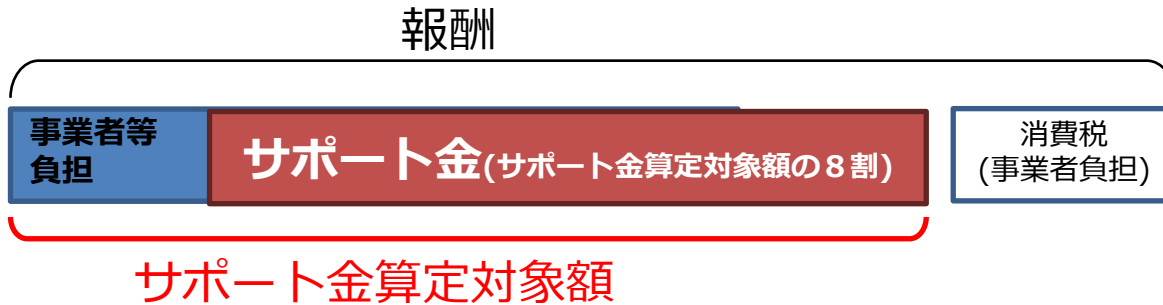 報酬
事業者等
負担
サポート金(サポート金算定対象額の８割)
消費税
(事業者負担)
サポート金算定対象額